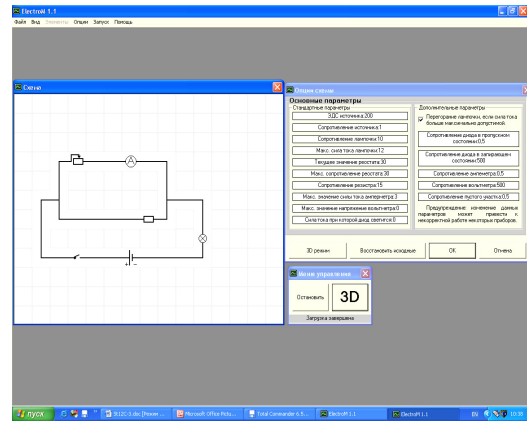 ElectroM 1.1
Файл Вид Элементы Опции Запуск Помощь
Схема
A
Опции схемы
Основные параметры
Стандартные параметры
ЭДС источника:200
Сопротивление источника:1
Сопротивление лампочки:10
Макс. сила тока лампочки:12
Текущее значение реостата:30
Макс. сопротивление реостата:30
Сопротивление резистра:15
Макс. значение силы тока амперметра:3
Макс. значение напряжение вольтметра:0
Сила тока при которой диод светится:0
Дополнительные параметры
Перегорание лампочки, если сила тока
больше максимально допустимой.
Сопротивление диода в пропускном
состоянии:0,5
Сопротивление диода в запирающем
состоянии:500
Сопротивление амперметра:0,5
Сопротивление вольтметра:500
Сопротивление пустого участка:0,5
Предупреждение: изменение данных
параметров может привести к
некорректной работе некоторых приборов.
3D режим
Восстановить исходные
OK
Отмена
Меню управления
Остановить
3D
Загрузка завершена
пуск
Microsoft Office Pictu...
Total Commander 6.5...
ElectroM 1.1
ElectroM 1.1
EN
10:38